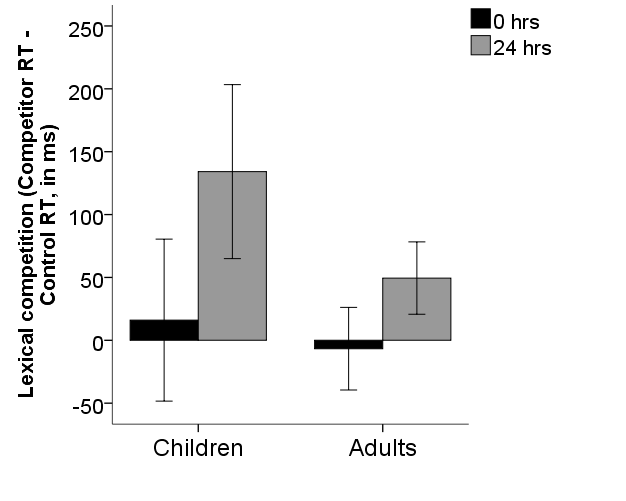 0 hrs
24 hrs
Lexical competition (Competitor RT -
Control RT, in ms)
250
200
150
100
50
0
-50
Children
Adults